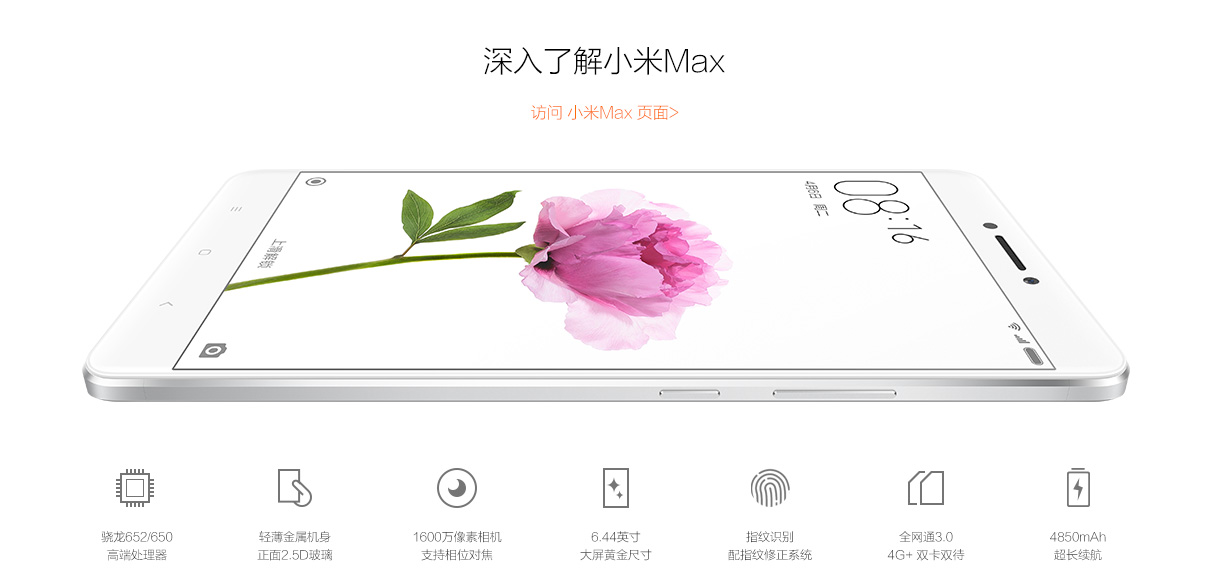 深入了解小米Max
访问 小米Max 页面>
08:16
4月6日 周二
上滑解锁
骁龙652/650
高端处理器
轻薄金属机身
正面2.5D玻璃
1600万像素相机
支持相位对焦
6.44英寸
大屏黄金尺寸
指纹识别
配指纹修正系统
全网通3.0
4G+ 双卡双待
4850mAh
超长续航